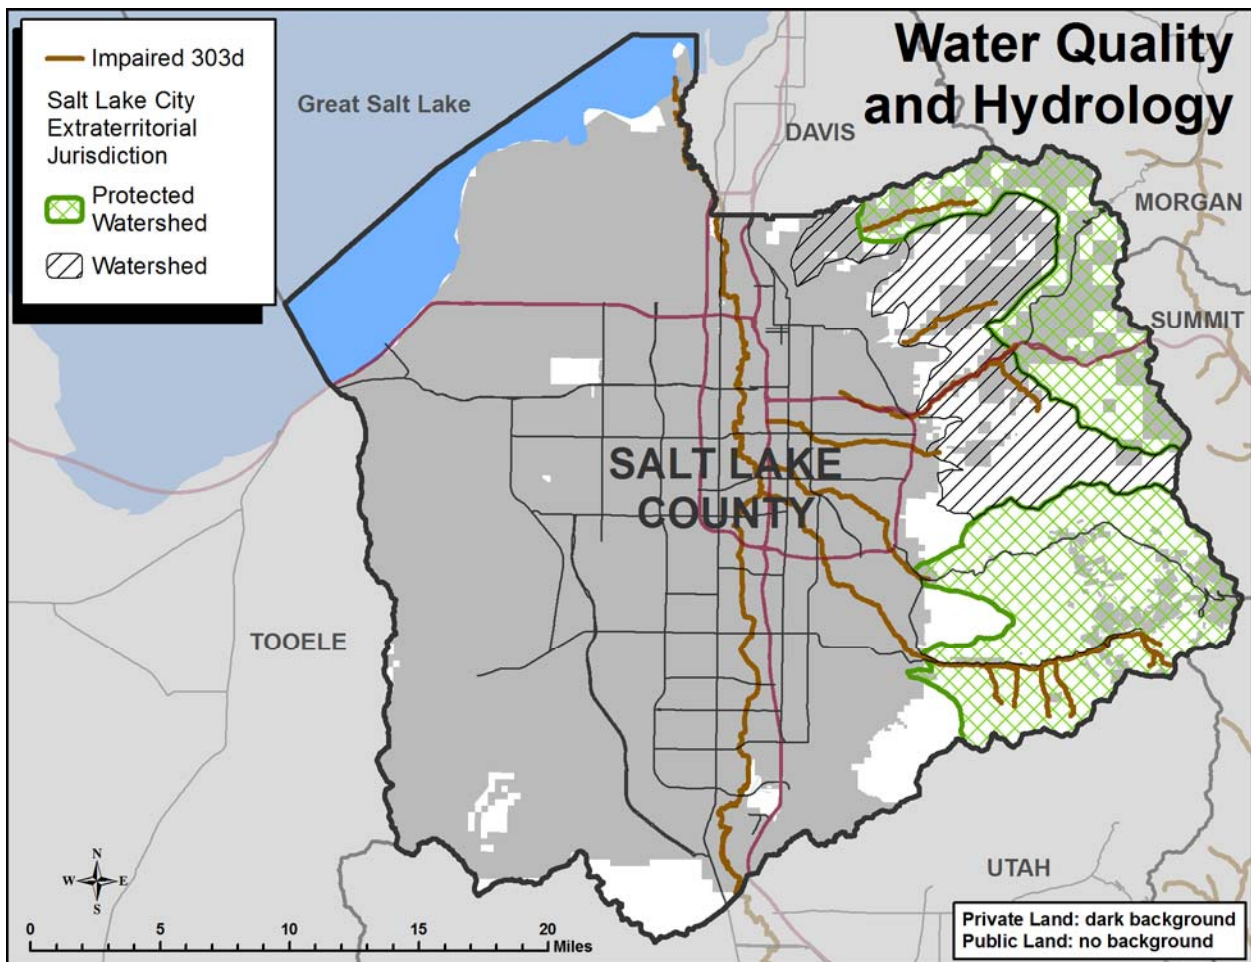 Water Quality
and Hydrology
Impaired 303d
Salt Lake City
Extraterritorial
Jurisdiction
Protected
Watershed
Watershed
Great Salt Lake
DAVIS
MORGAN
SUMMIT
SALT LAKE
COUNTY
TOOELE
UTAH
N
W E
S
0 5 10 15 20
Miles
Private Land: dark background
Public Land: no background